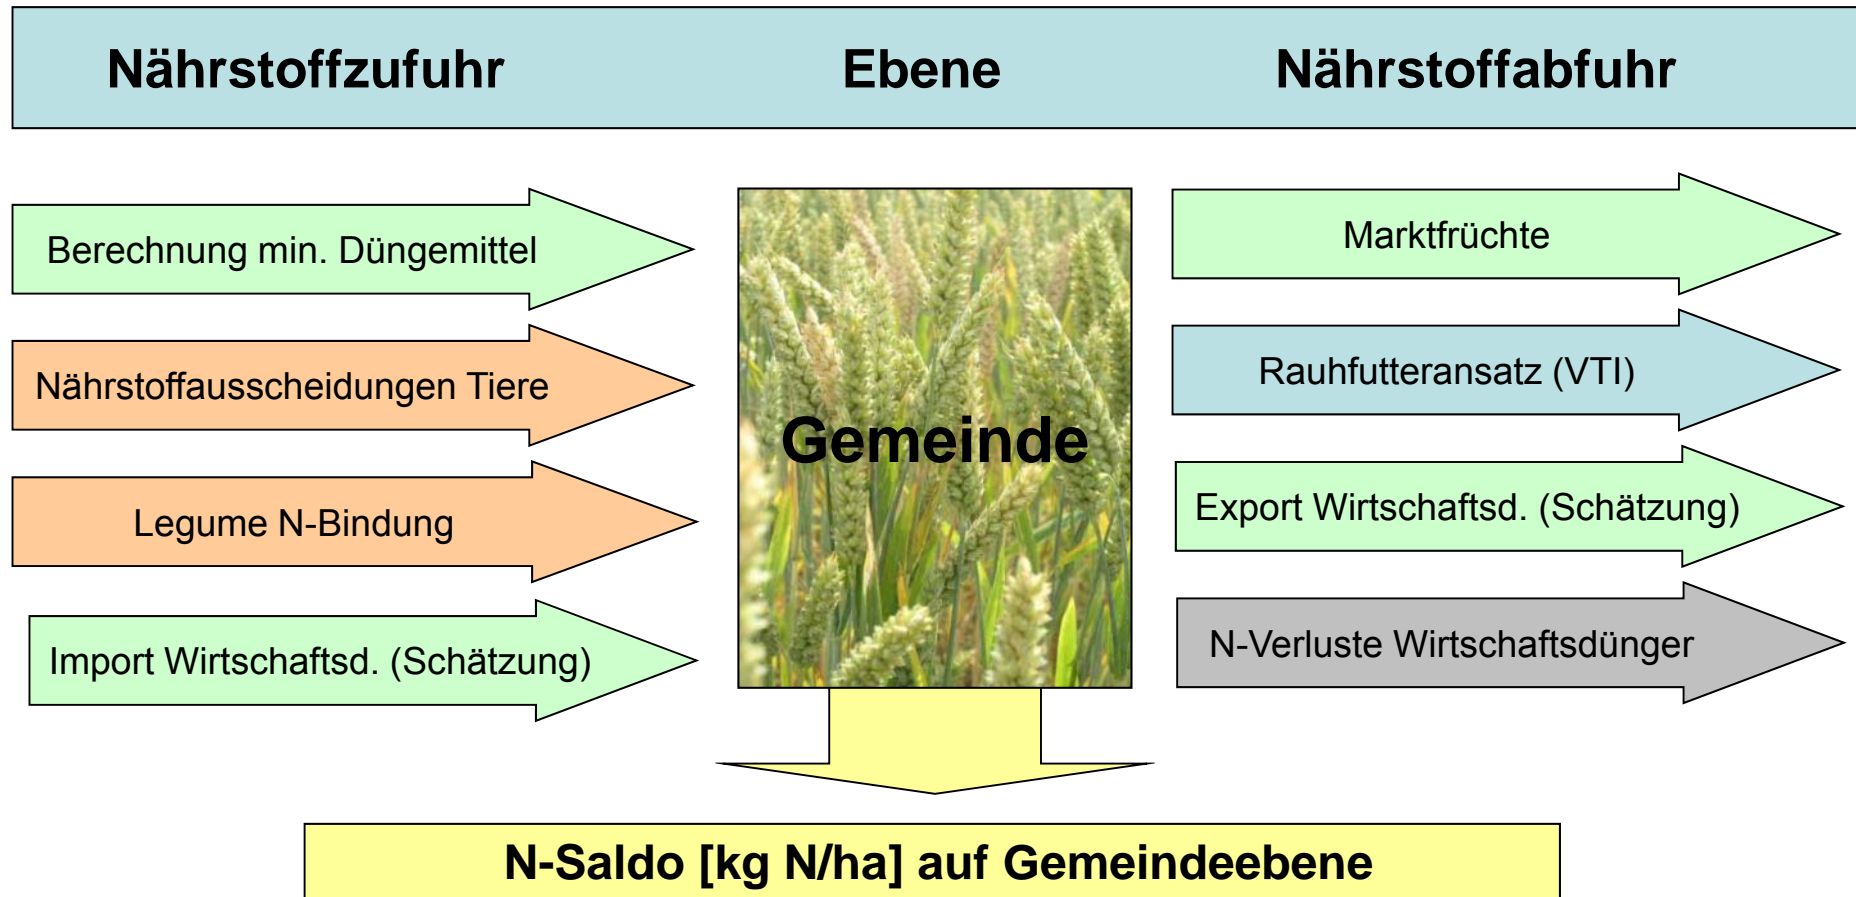 Nährstoffzufuhr Ebene Nährstoffabfuhr
Berechnung min. Düngemittel
Nährstoffausscheidungen Tiere
Legume N-Bindung
Import Wirtschaftsd. (Schätzung)
Gemeinde
Marktfrüchte
Rauhfutteransatz (VTI)
Export Wirtschaftsd. (Schätzung)
N-Verluste Wirtschaftsdünger
N-Saldo [kg N/ha] auf Gemeindeebene